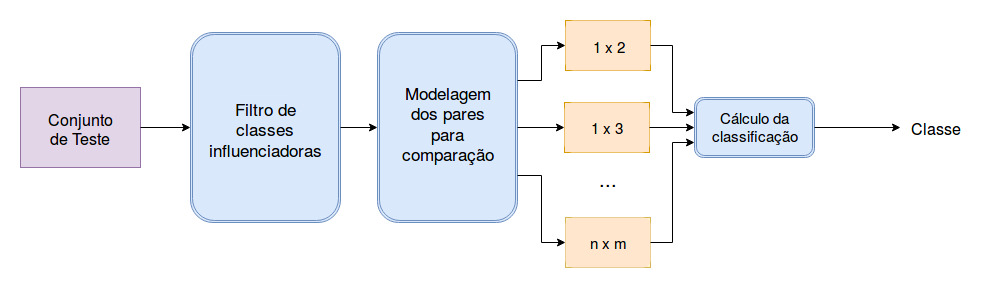 Conjunto
de Teste
Filtro de
classes
influenciadoras
Modelagem
dos pares
para
comparação
1 x 2
1 x 3
...
n x m
Cálculo da
classificação
Classe